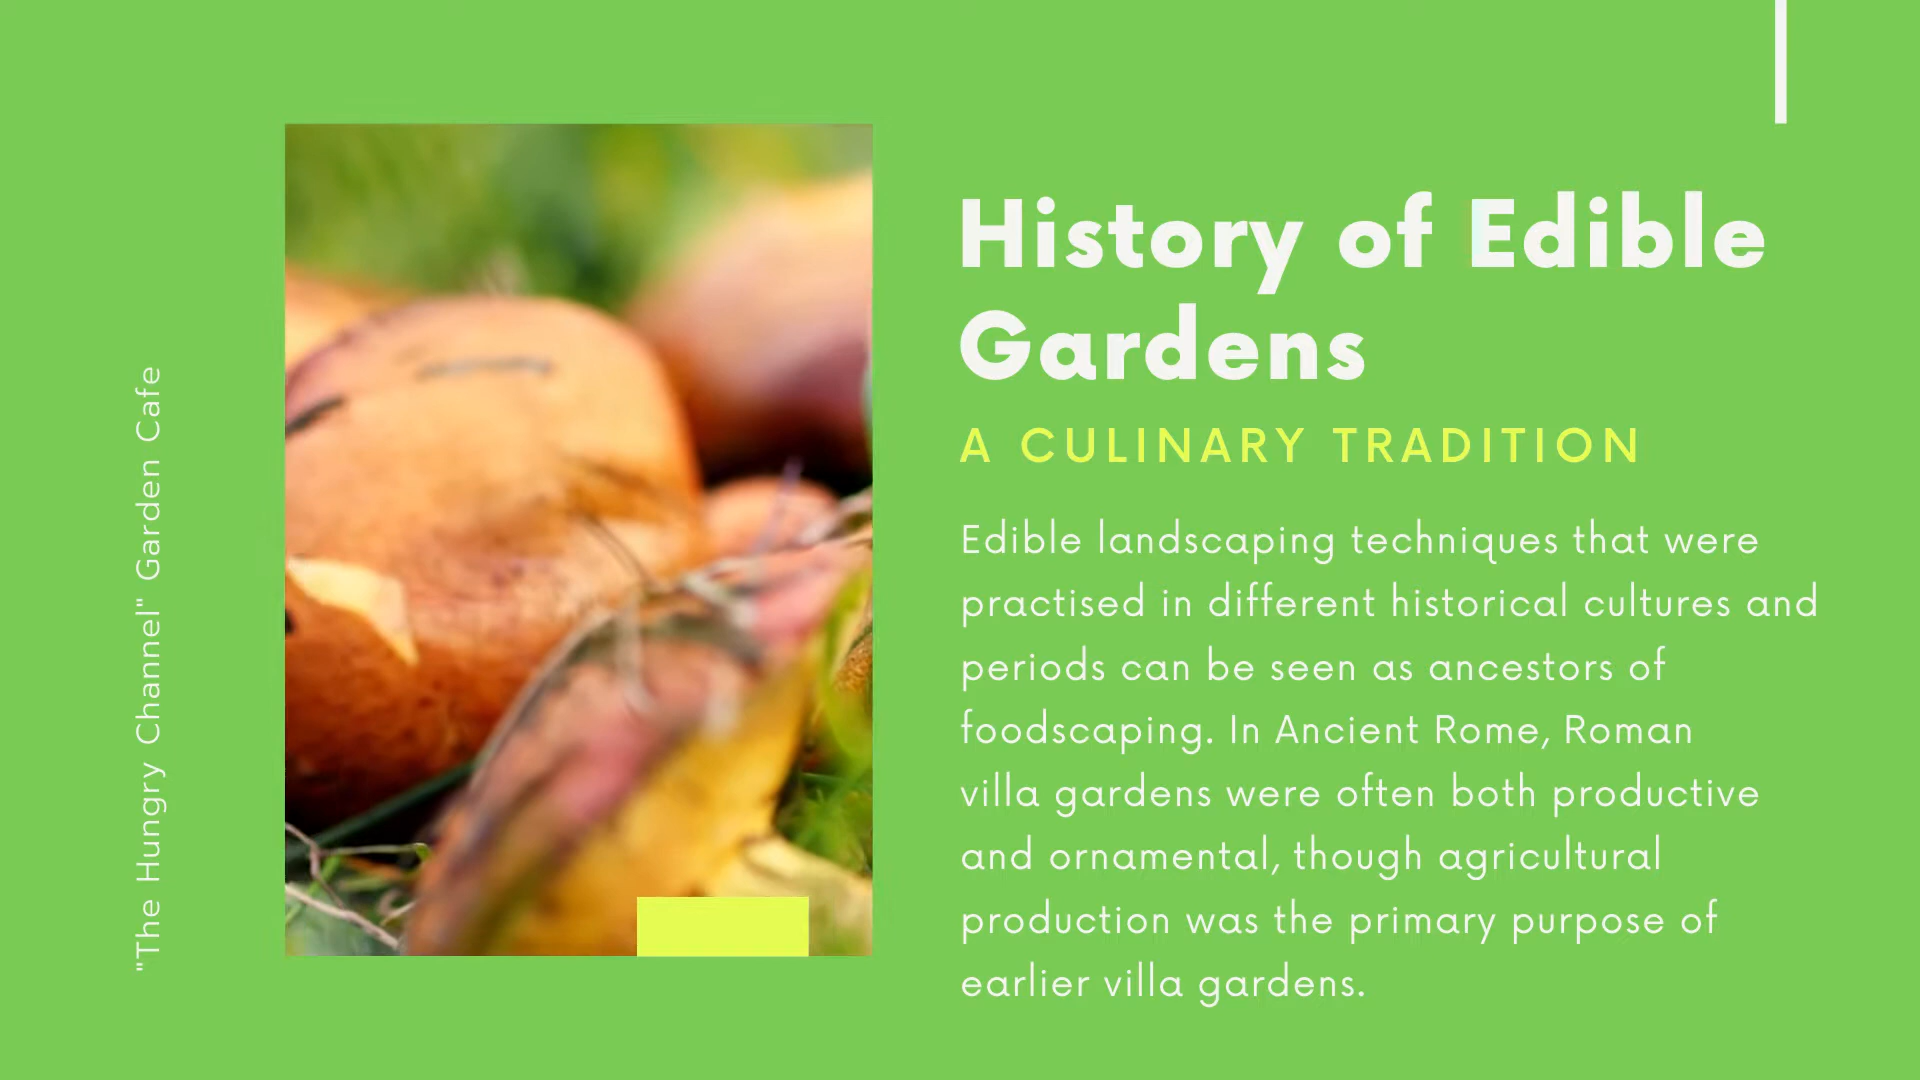 "The Hungry Channel" Garden Cafe
History of Edible
Gardens
A CULINARY TRADITION
Edible landscaping techniques that were
practised in different historical cultures and
periods can be seen as ancestors of
foodscaping. In Ancient Rome, Roman
villa gardens were often both productive
and ornamental, though agricultural
production was the primary purpose of
earlier villa gardens.